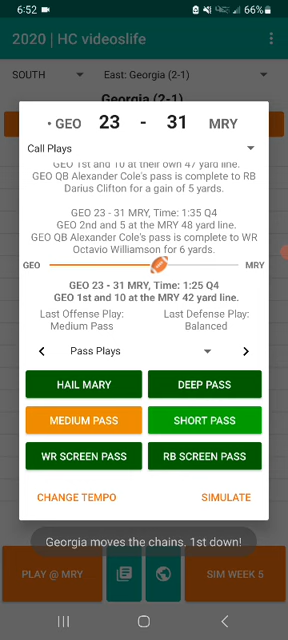 6:52 66%
2020 | HC videoslife
SOUTH East: Georgia (2-1)
Georgia (2-1)
• GEO 23 - 31 MRY
Call Plays
GEO 1st and 10 at their own 47 yard line.
GEO QB Alexander Cole's pass is complete to RB
Darius Clifton for a gain of 5 yards.
GEO 23 - 31 MRY, Time: 1:35 Q4
GEO 2nd and 5 at the MRY 48 yard line.
GEO QB Alexander Cole's pass is complete to WR
Octavio Williamson for 6 yards.
GEO MRY
GEO 23 - 31 MRY, Time: 1:25 Q4
GEO 1st and 10 at the MRY 42 yard line.
Last Offense Play: Last Defense Play:
Medium Pass Balanced
Pass Plays
HAIL MARY DEEP PASS
MEDIUM PASS SHORT PASS
WR SCREEN PASS RB SCREEN PASS
CHANGE TEMPO SIMULATE
Georgia moves the chains. 1st down!
PLAY @ MRY SIM WEEK 5